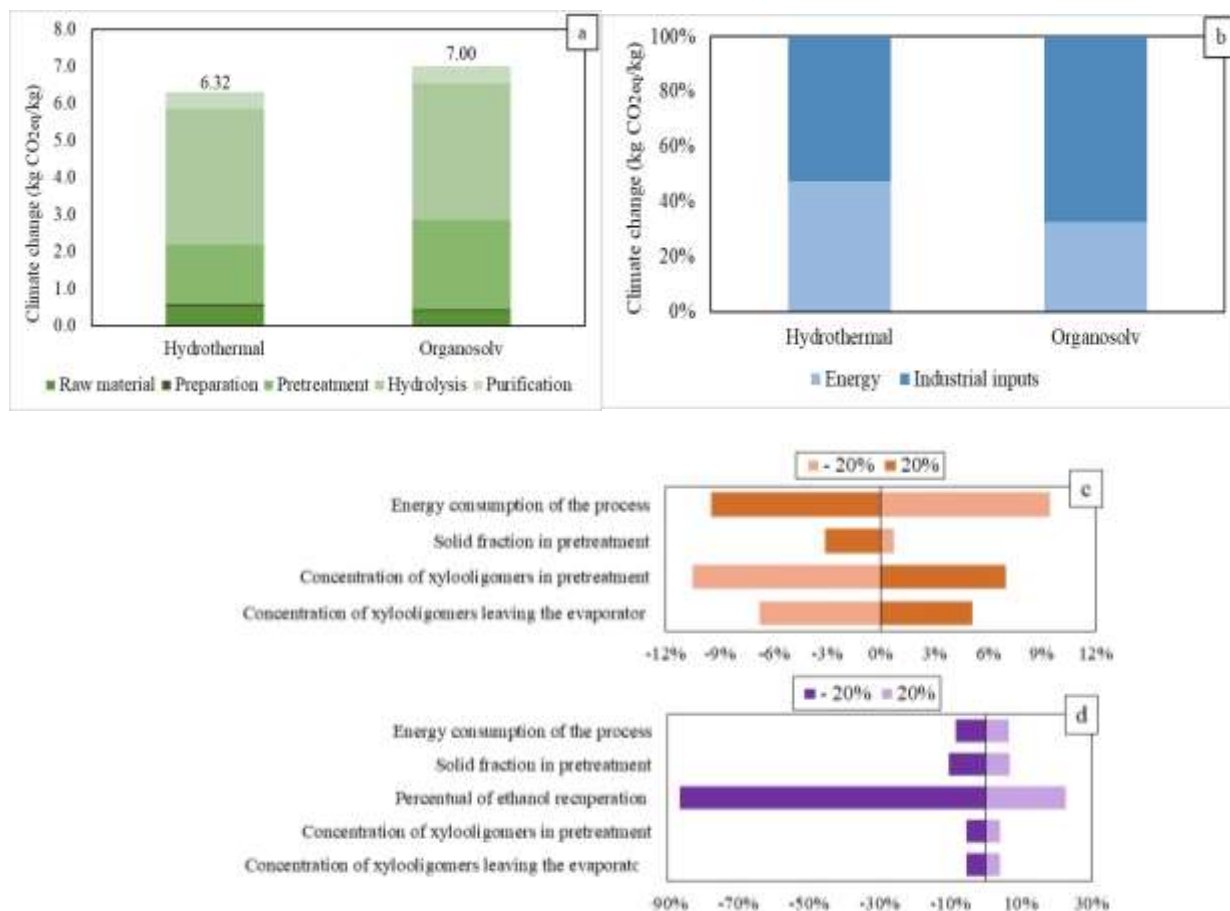 a
8.0
7.0
6.0
5.0
4.0
3.0
2.0
1.0
0.0
Climate change (kg CO2eq/kg)
6.32
7.00
Hydrothermal
Organosolv
Raw material Preparation Pretreatment Hydrolysis Purification
b
100%
80%
60%
40%
20%
0%
Climate change (kg CO2eq/kg)
Hydrothermal
Organosolv
Energy Industrial inputs
- 20% 20%
c
Energy consumption of the process
Solid fraction in pretreatment
Concentration of xylooligomers in pretreatment
Concentration of xylooligomers leaving the evaporator
-12% -9% -6% -3% 0% 3% 6% 9% 12%
- 20% 20%
d
Energy consumption of the process
Solid fraction in pretreatment
Percentual of ethanol recuperation
Concentration of xylooligomers in pretreatment
Concentration of xylooligomers leaving the evaporatc
-90% -70% -50% -30% -10% 10% 30%